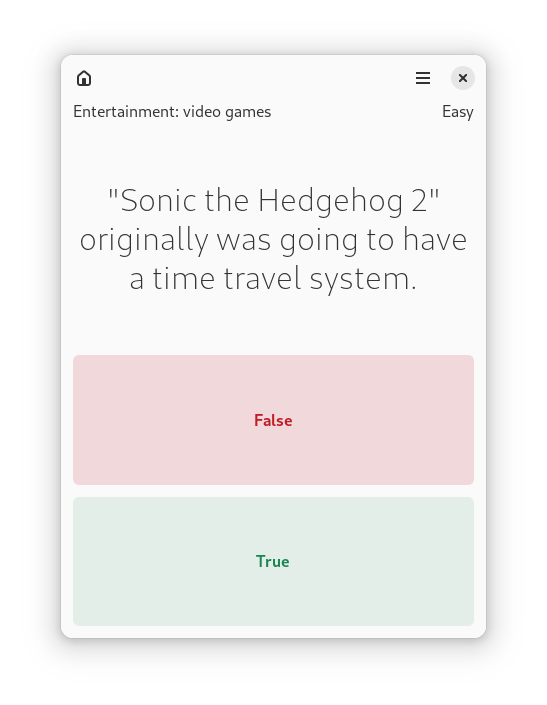 Entertainment: video games
Easy
"Sonic the Hedgehog 2"
originally was going to have
a time travel system.
False
True